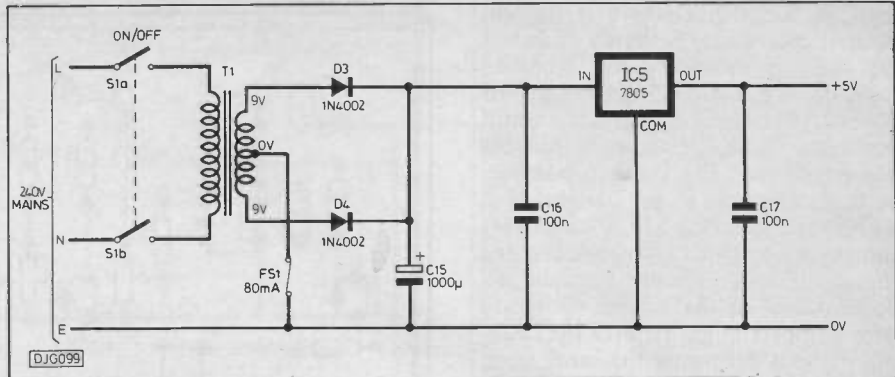 ON/OFF
L
S1a
T1
9V
0V
9V
D3
1N4002
D4
1N4002
IN
IC5
7805
OUT
COM
+5V
240V
MAINS
N
S1b
FS1
80mA
+
C15
1000µ
C16
100n
C17
100n
E
0V
DJG099